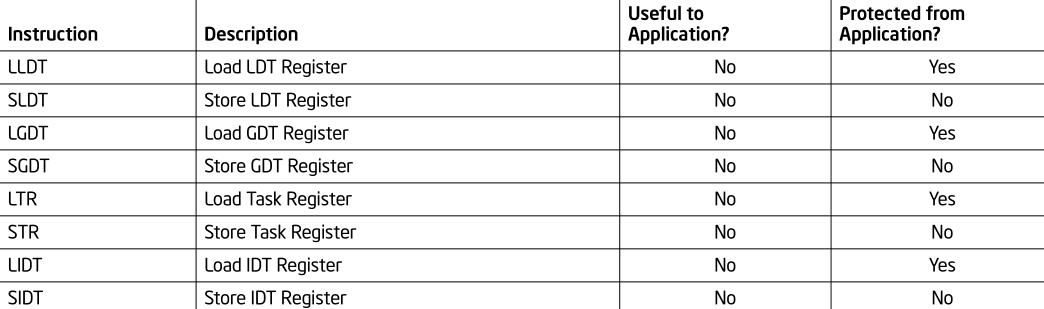 Instruction Description Useful to Application? Protected from Application?
LLDT Load LDT Register No Yes
SLDT Store LDT Register No No
LGDT Load GDT Register No Yes
SGDT Store GDT Register No No
LTR Load Task Register No Yes
STR Store Task Register No No
LIDT Load IDT Register No Yes
SIDT Store IDT Register No No